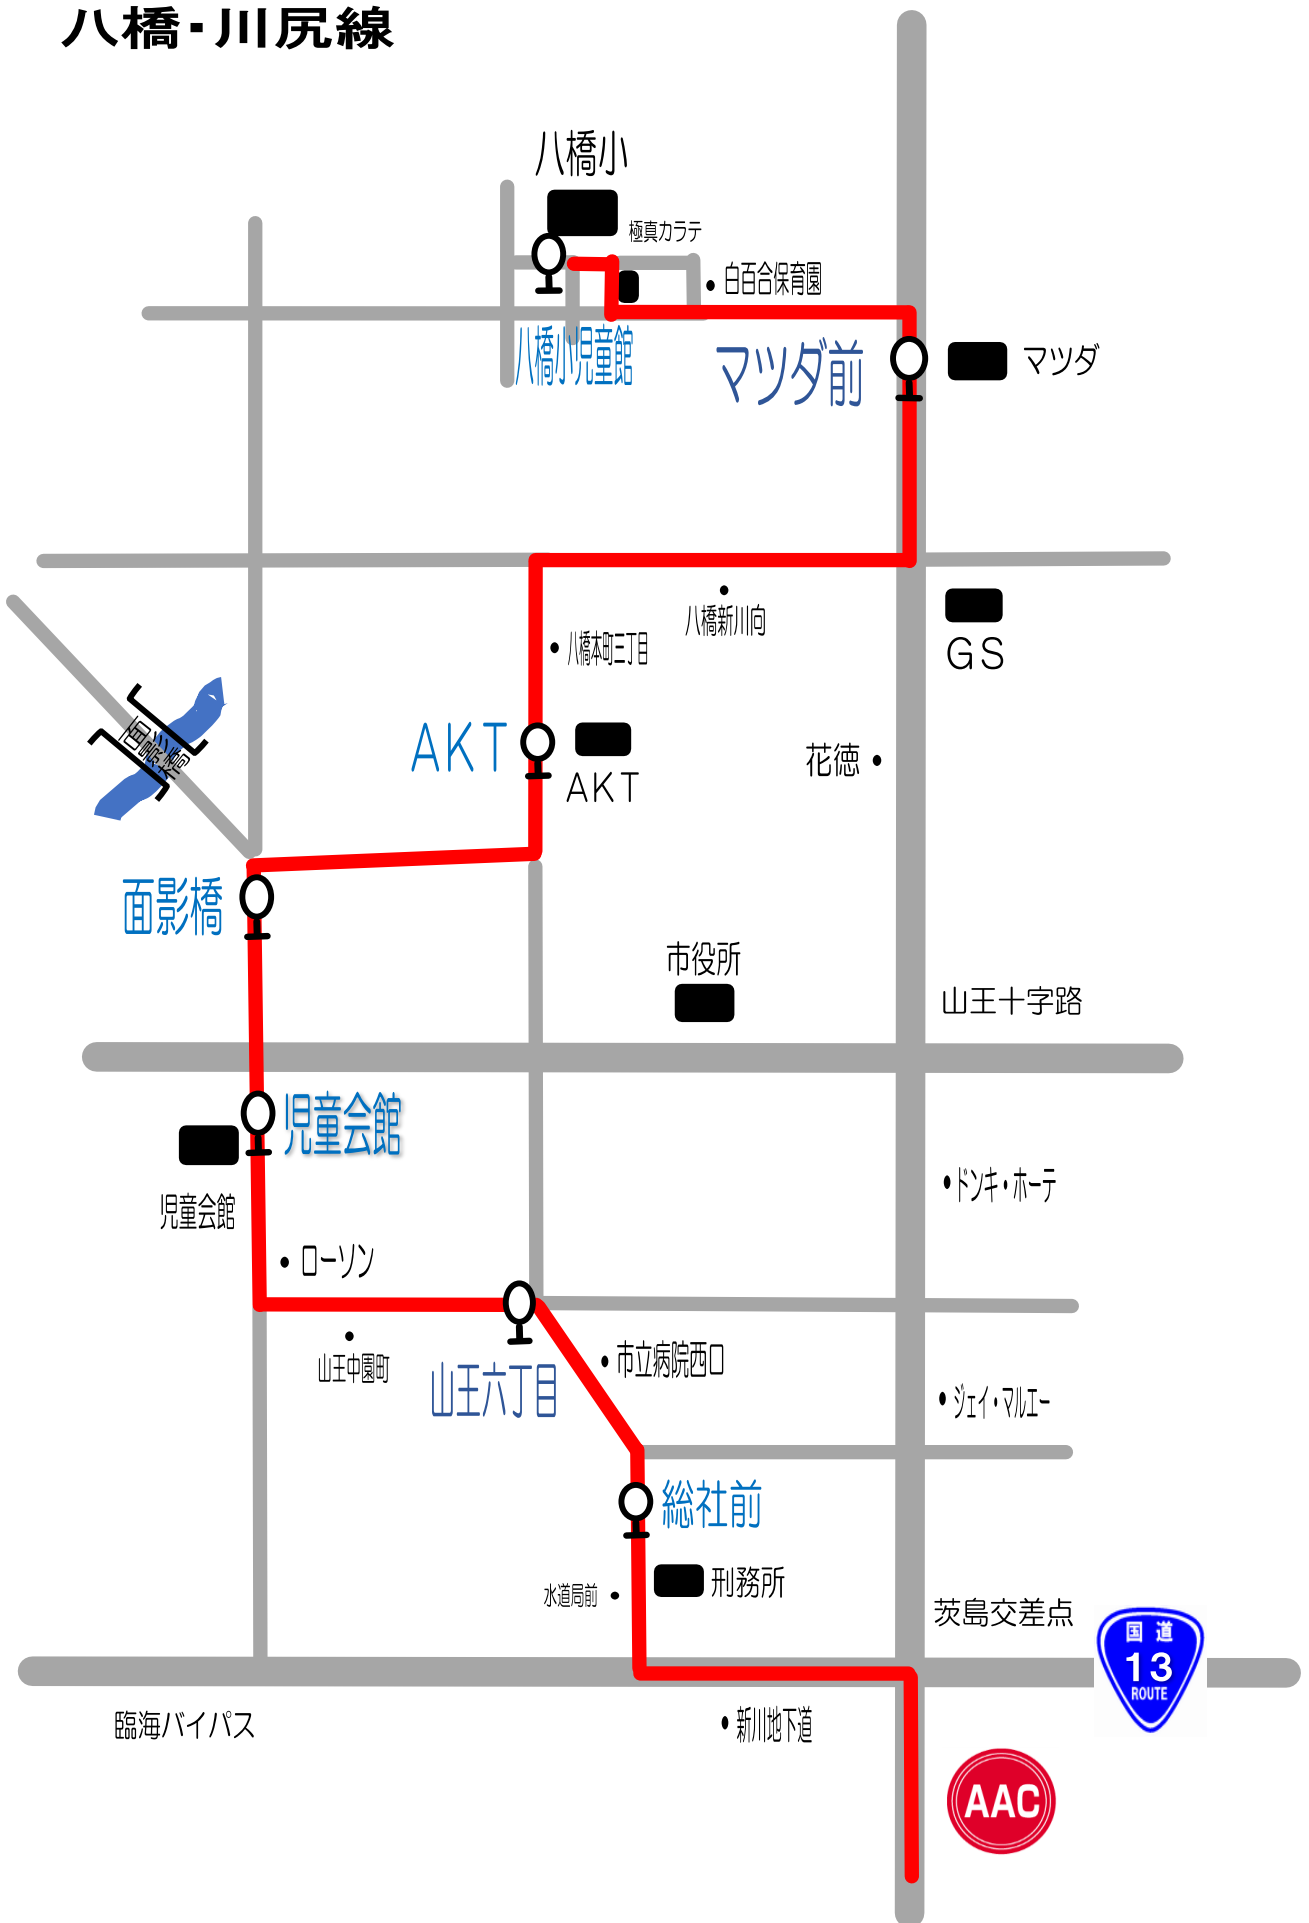 八橋・川尻線
八橋小
極真カラテ
白百合保育園
八橋小児童館
マツダ前
マツダ
八橋新川向
八橋本町三丁目
GS
面影橋
AKT
AKT
花徳
面影橋
市役所
山王十字路
児童会館
児童会館
ドンキ・ホーテ
ローソン
山王中園町
山王六丁目
市立病院西口
ジェイ・マルエー
総社前
水道局前
刑務所
茨島交差点
国道
13
ROUTE
臨海バイパス
新川地下道
AAC